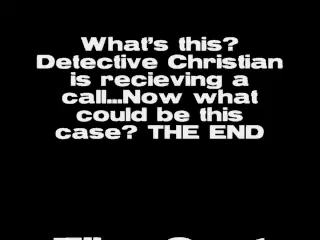 What's this?
Detective Christian
is recieving a
call...Now what
could be this
case? THE END